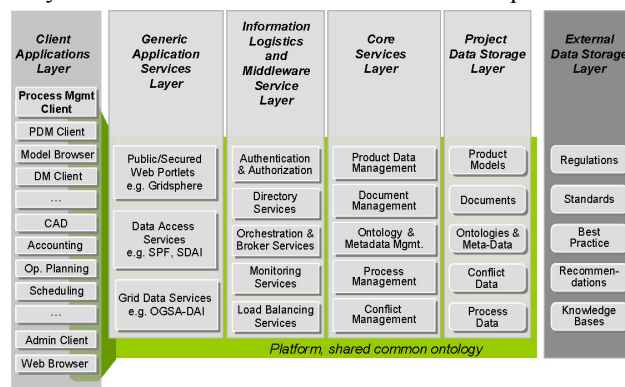 Client
Applications
Layer
Process Mgmt
Client
PDM Client
Model Browser
DM Client
...
CAD
Accounting
Op. Planning
Scheduling
...
Admin Client
Web Browser
Generic
Application
Services
Layer
Public/Secured
Web Portlets
e.g. Gridsphere
Data Access
Services
e.g. SPF, SDAI
Grid Data Services
e.g. OGSA-DAI
Information
Logistics
and
Middleware
Service
Layer
Authentication
& Authorization
Directory
Services
Orchestration &
Broker Services
Monitoring
Services
Load Balancing
Services
Core
Services
Layer
Product Data
Management
Document
Management
Ontology &
Metadata Mgmt.
Process
Management
Conflict
Management
Project
Data Storage
Layer
Product
Models
Documents
Ontologies
& Meta-Data
Conflict
Data
Process
Data
External
Data Storage
Layer
Regulations
Standards
Best
Practice
Recommen-
dations
Knowledge
Bases
Platform, shared common ontology